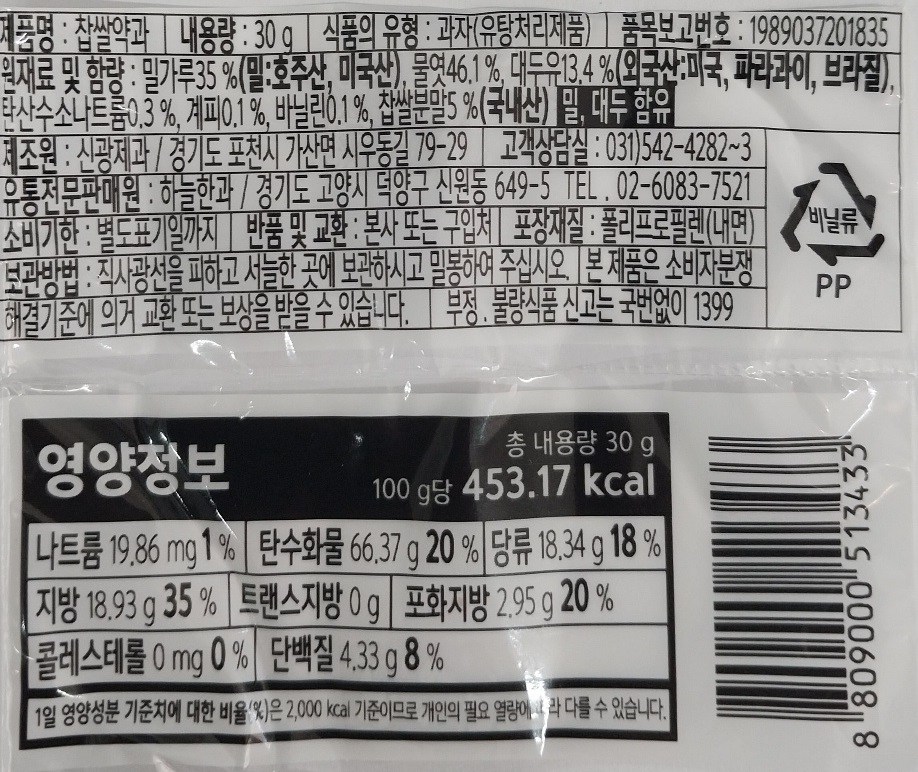 제품명 : 찹쌀약과 내용량 : 30 g 식품의 유형 : 과자(유탕처리제품) 품목보고번호 : 1989037201835
원재료 및 함량 : 밀가루35 %(밀:호주산, 미국산), 물엿46.1 %, 대두유13.4 %(외국산:미국, 파라과이, 브라질),
탄산수소나트륨0.3 %, 계피0.1 %, 바닐린0.1 %, 찹쌀분말5 %(국내산) 밀, 대두 함유
제조원 : 신광제과 / 경기도 포천시 가산면 시우동길 79-29 고객상담실 : 031)542-4282~3
유통전문판매원 : 하늘한과 / 경기도 고양시 덕양구 신원동 649-5 TEL . 02-6083-7521
소비기한 : 별도표기일까지 반품 및 교환 : 본사 또는 구입처 포장재질 : 폴리프로필렌(내면)
보관방법 : 직사광선을 피하고 서늘한 곳에 보관하시고 밀봉하여 주십시오. 본 제품은 소비자분쟁
해결기준에 의거 교환 또는 보상을 받을 수 있습니다. 부정.불량식품 신고는 국번없이 1399
비닐류
PP
영양정보
총 내용량 30 g
100 g당 453.17 kcal
나트륨 19.86 mg 1 % 탄수화물 66.37 g 20 % 당류 18.34 g 18 %
지방 18.93 g 35 % 트랜스지방 0 g 포화지방 2.95 g 20 %
콜레스테롤 0 mg 0 % 단백질 4.33 g 8 %
1일 영양성분 기준치에 대한 비율(%)은 2,000 kcal 기준이므로 개인의 필요 열량에 따라 다를 수 있습니다.
8 809000 513433